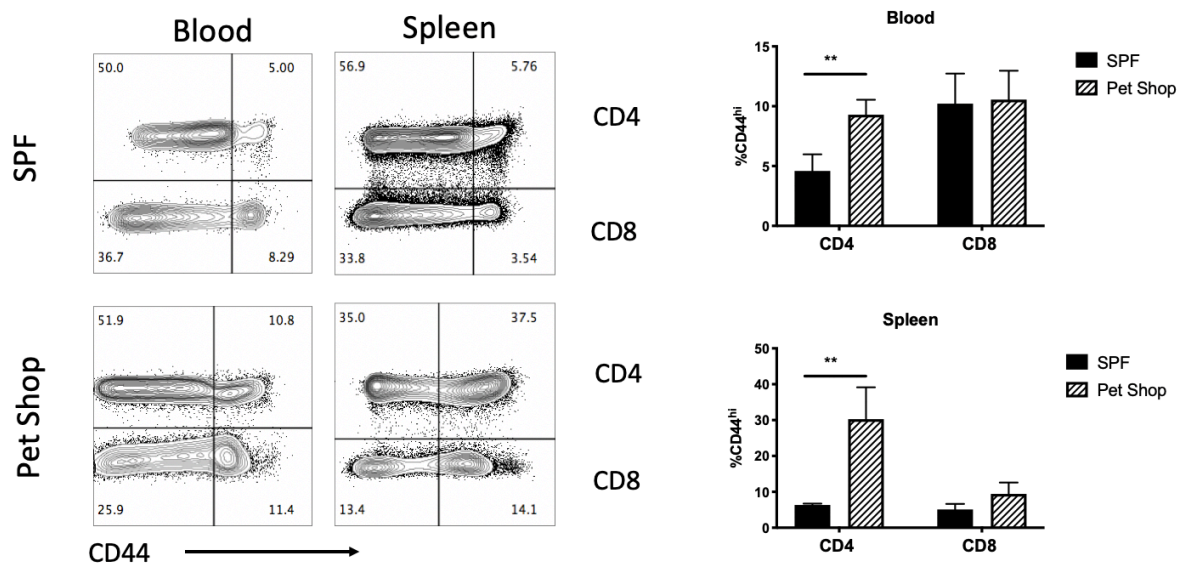 Blood
Spleen
SPF
50.0
5.00
36.7
8.29
56.9
5.76
33.8
3.54
CD4
CD8
Pet Shop
51.9
10.8
25.9
11.4
35.0
37.5
13.4
14.1
CD4
CD8
CD44
Blood
%CD44hi
15
10
5
0
**
CD4
CD8
SPF
Pet Shop
Spleen
%CD44hi
50
40
30
20
10
0
**
CD4
CD8
SPF
Pet Shop